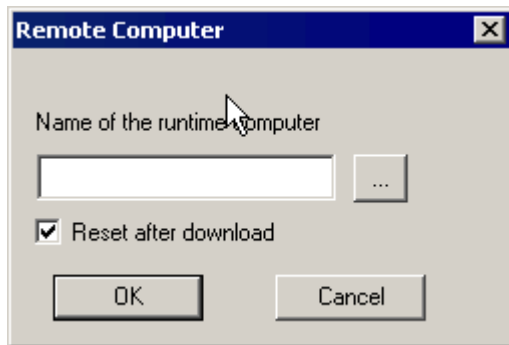 Remote Computer
Name of the runtime computer
...
Reset after download
OK
Cancel